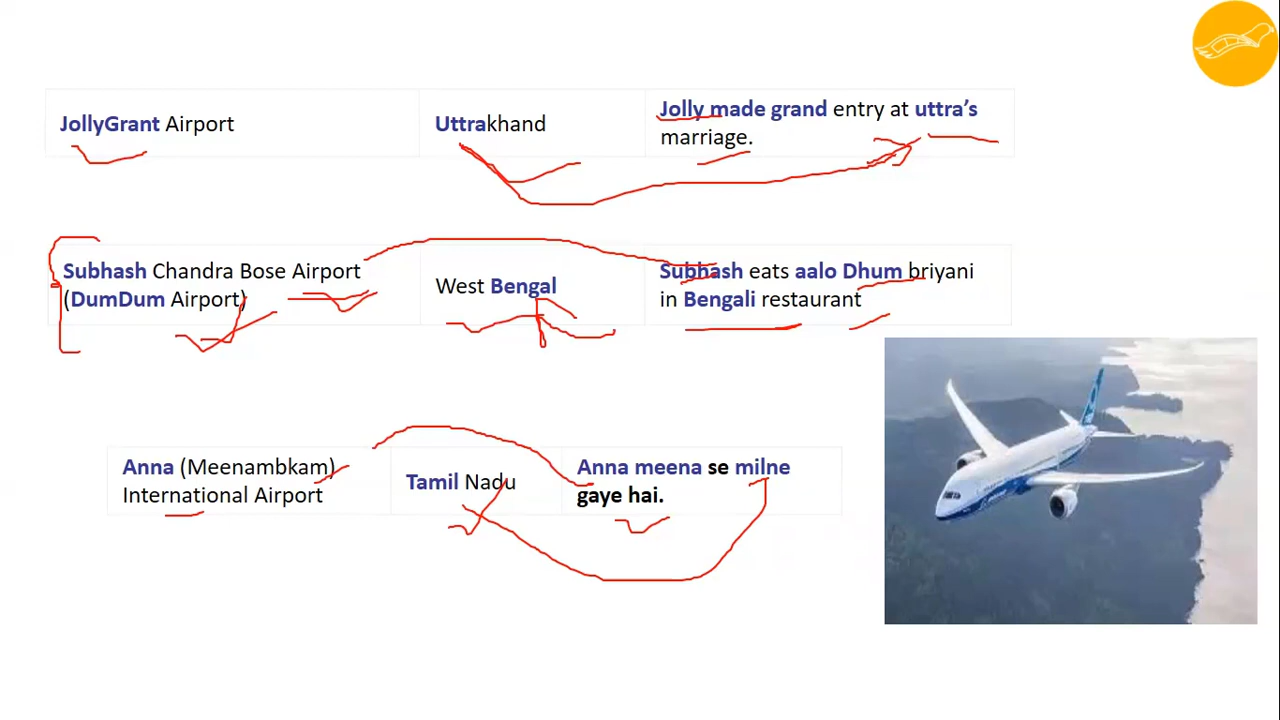 JollyGrant Airport
Uttrakhand
Jolly made grand entry at uttra's
marriage.
Subhash Chandra Bose Airport
(DumDum Airport)
West Bengal
Subhash eats aalo Dhum briyani
in Bengali restaurant
Anna (Meenambkam)
International Airport
Tamil Nadu
Anna meena se milne
gaye hai.